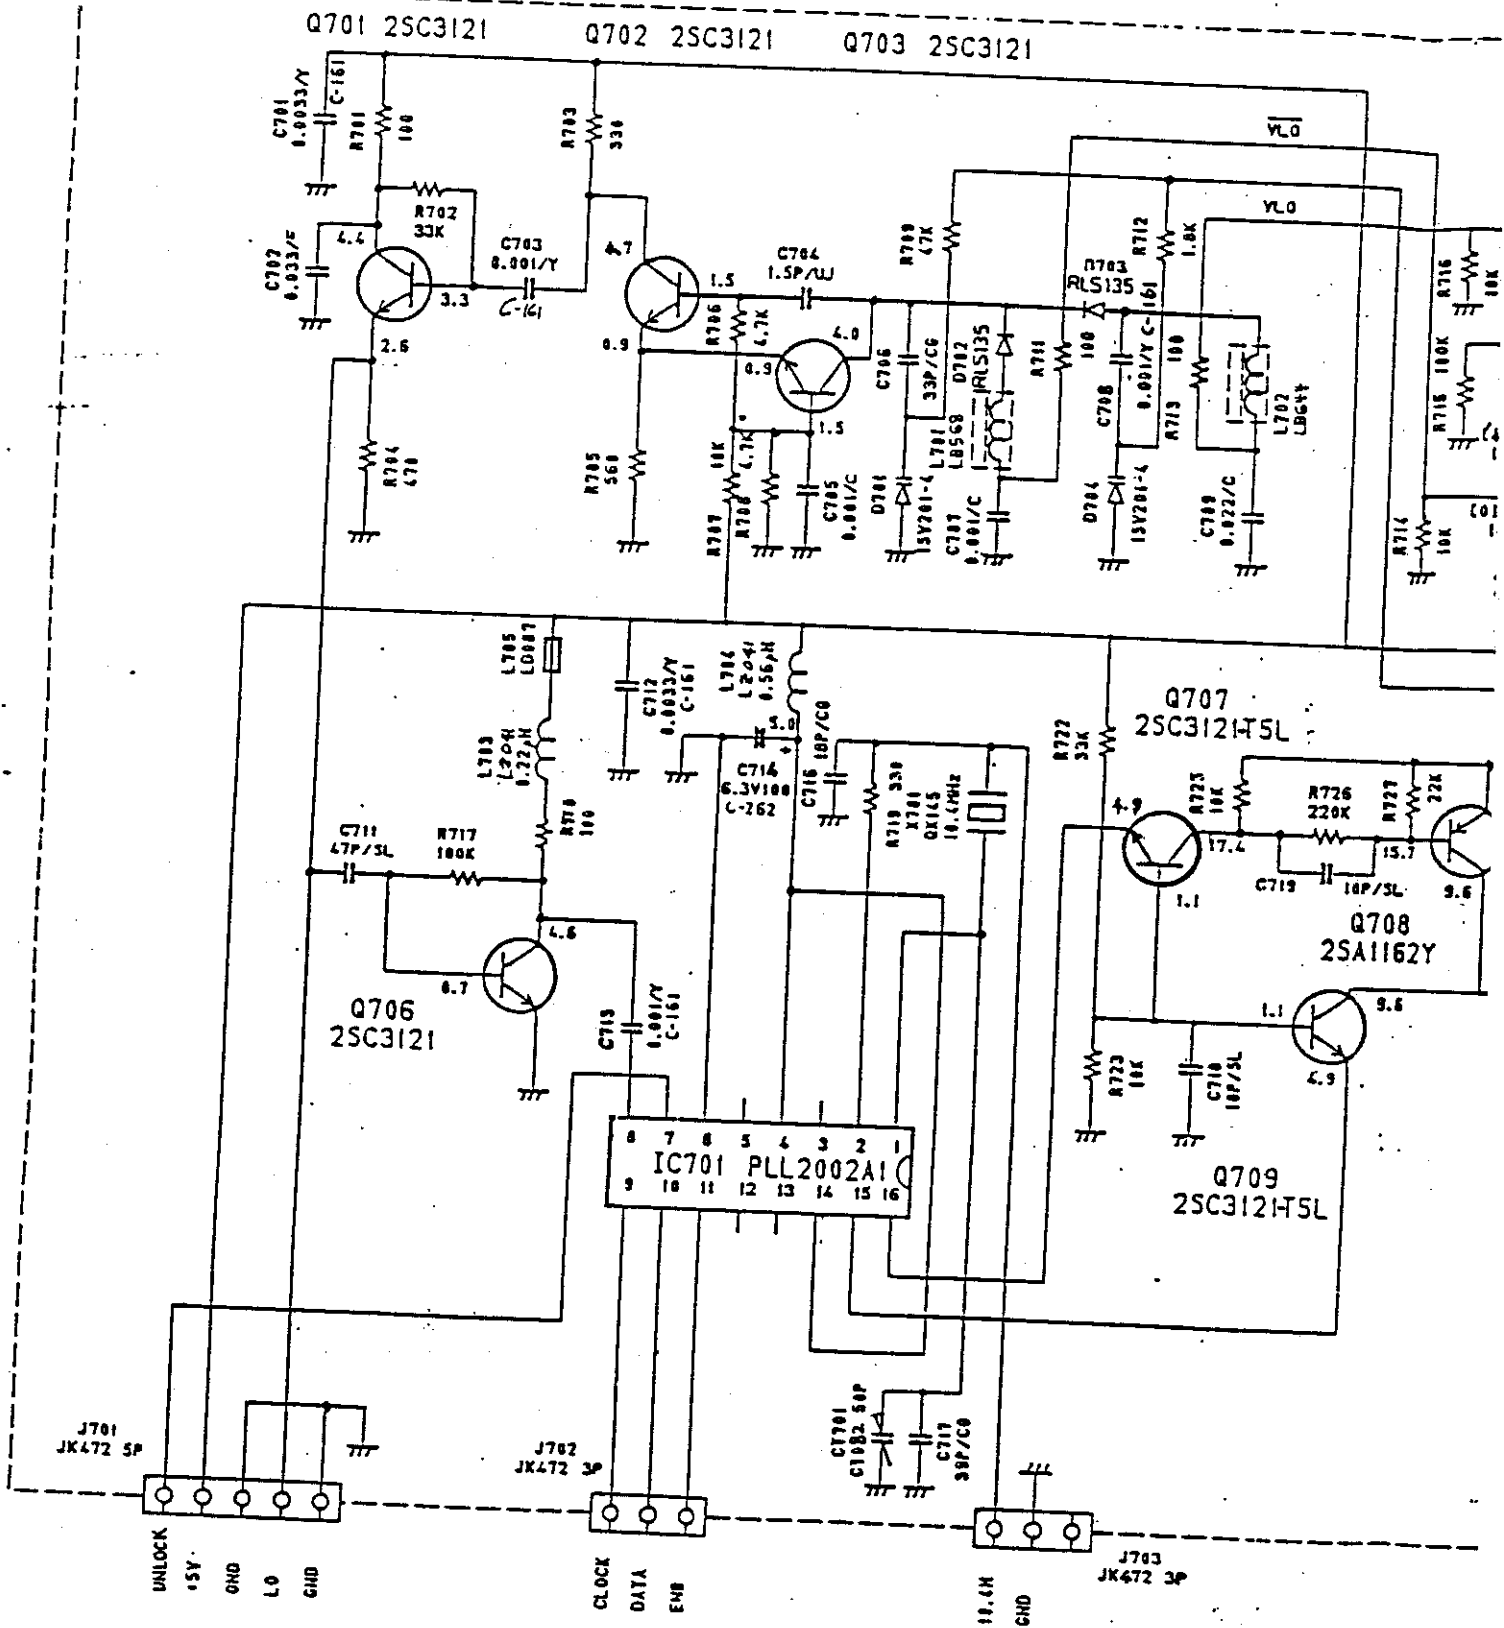 Q701 2SC3121
Q702 2SC3121
Q703 2SC3121
C701
0.0033/Y
C-161
R701
100
R703
330
R702
33K
C702
4.4
C703
0.001/Y
C-161
3.3
2.6
R704
470
4.7
1.5
C704
1.5P/UJ
R706
4.7K
0.9
0.9
4.0
1.5
R705
560
R707
10K
R708
4.7K
C705
0.001/C
R709
47K
C706
33P/CG
D701
1SV201-4
D702
RLS135
L701
LB568
C707
0.001/C
R711
100
D703
RLS135
R712
1.0K
C708
0.001/Y C-161
D704
1SV201-4
R713
100
L702
LB644
C709
0.022/C
VLO
VLO
R716
10K
R715
100K
R714
10K
L705
LD087
L703
L2041
0.22μH
R718
100
C712
0.0033/Y
C-161
L704
L2041
0.56μH
5.0
+
C714
6.3V100
C-262
C716
18P/CG
R719 330
X701
QX145
10.4MHz
R722
33K
Q707
2SC3121-T5L
4.9
1.1
17.4
R725
10K
R726
220K
R727
22K
C719
10P/SL
15.7
9.6
Q708
2SA1162Y
C711
47P/SL
R717
100K
4.6
0.7
Q706
2SC3121
C713
0.001/Y
C-161
R723
10K
C718
10P/SL
1.1
9.6
4.9
Q709
2SC3121-T5L
8 7 6 5 4 3 2 1
IC701 PLL2002A1
9 10 11 12 13 14 15 16
J701
JK472 5P
J702
JK472 3P
CT701
C717
39P/CG
J703
JK472 3P
UNLOCK
+5V
GND
LO
GND
CLOCK
DATA
ENB
10.4M
GND